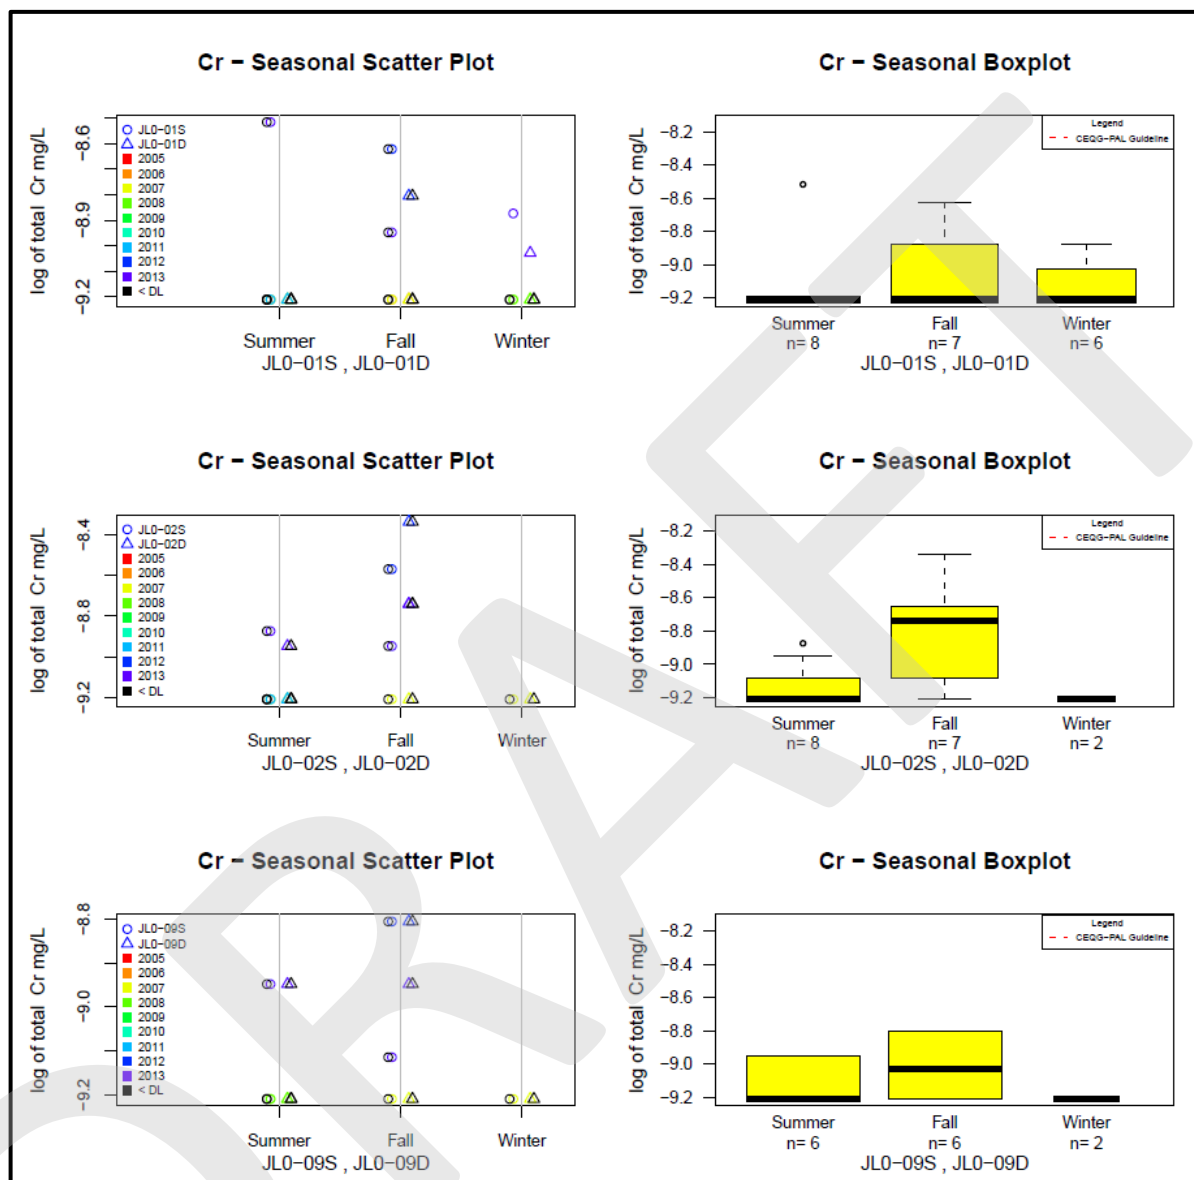 Cr − Seasonal Scatter Plot
log of total Cr mg/L
−8.6
−8.9
−9.2
JL0−01S
JL0−01D
2005
2006
2007
2008
2009
2010
2011
2012
2013
< DL
Summer Fall Winter
JL0−01S , JL0−01D
Cr − Seasonal Boxplot
log of total Cr mg/L
−8.2
−8.4
−8.6
−8.8
−9.0
−9.2
Legend
CEQG−PAL Guideline
Summer Fall Winter
n= 8 n= 7 n= 6
JL0−01S , JL0−01D
Cr − Seasonal Scatter Plot
log of total Cr mg/L
−8.4
−8.8
−9.2
JL0−02S
JL0−02D
2005
2006
2007
2008
2009
2010
2011
2012
2013
< DL
Summer Fall Winter
JL0−02S , JL0−02D
Cr − Seasonal Boxplot
log of total Cr mg/L
−8.2
−8.4
−8.6
−8.8
−9.0
−9.2
Legend
CEQG−PAL Guideline
Summer Fall Winter
n= 8 n= 7 n= 2
JL0−02S , JL0−02D
Cr − Seasonal Scatter Plot
log of total Cr mg/L
−8.8
−9.0
−9.2
JL0−09S
JL0−09D
2005
2006
2007
2008
2009
2010
2011
2012
2013
< DL
Summer Fall Winter
JL0−09S , JL0−09D
Cr − Seasonal Boxplot
log of total Cr mg/L
−8.2
−8.4
−8.6
−8.8
−9.0
−9.2
Legend
CEQG−PAL Guideline
Summer Fall Winter
n= 6 n= 6 n= 2
JL0−09S , JL0−09D
DRAFT